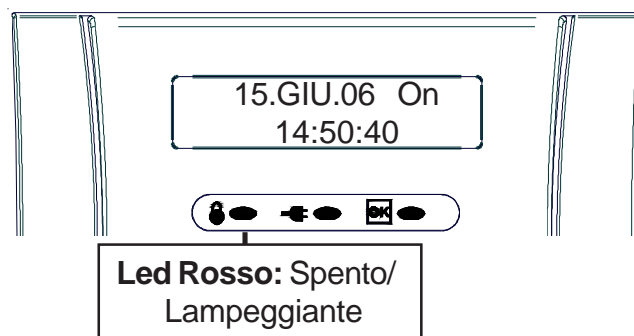 15.GIU.06 On
14:50:40
OK
Led Rosso: Spento/
Lampeggiante